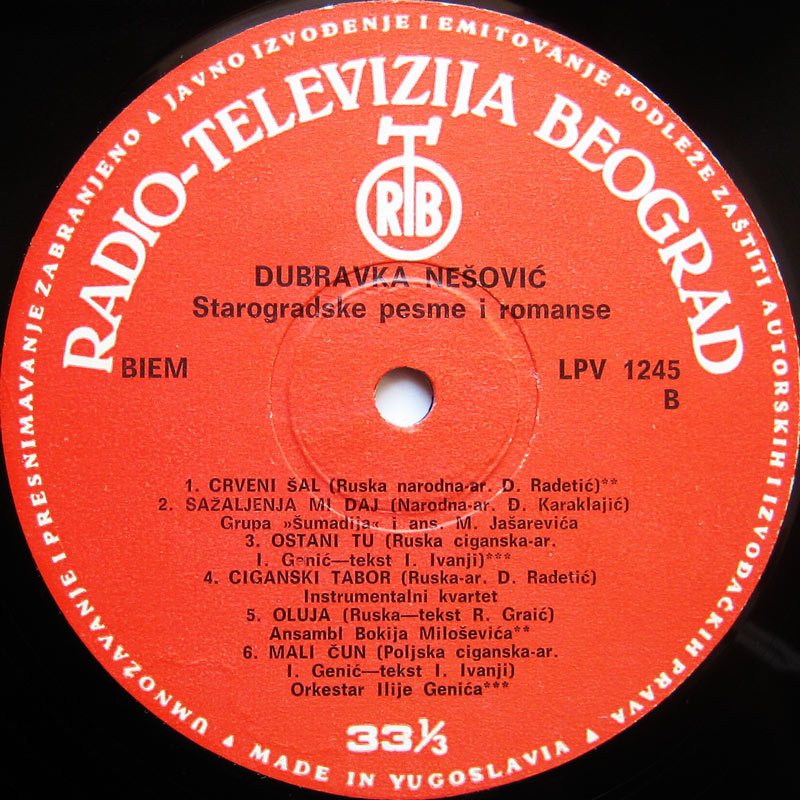 UMNOŽAVANJE I PRESNIMAVANJE ZABRANJENO ▲ JAVNO IZVOĐENJE I EMITOVANJE PODLEŽE ZAŠTITI AUTORSKIH I IZVOĐAČKIH PRAVA ▲ MADE IN YUGOSLAVIA ▲
RADIO-TELEVIZIJA BEOGRAD
RTB
DUBRAVKA NEŠOVIĆ
Starogradske pesme i romanse
BIEM LPV 1245
B
1. CRVENI ŠAL (Ruska narodna-ar. D. Radetić)**
2. SAŽALJENJA MI DAJ (Narodna-ar. Đ. Karaklajić)
Grupa »Šumadija« i ans. M. Jašarevića
3. OSTANI TU (Ruska ciganska-ar.
I. Genić—tekst I. Ivanji)***
4. CIGANSKI TABOR (Ruska-ar. D. Radetić)
Instrumentalni kvartet
5. OLUJA (Ruska—tekst R. Graić)
Ansambl Bokija Miloševića**
6. MALI ČUN (Poljska ciganska-ar.
I. Genić—tekst I. Ivanji)
Orkestar Ilije Genića***
33⅓